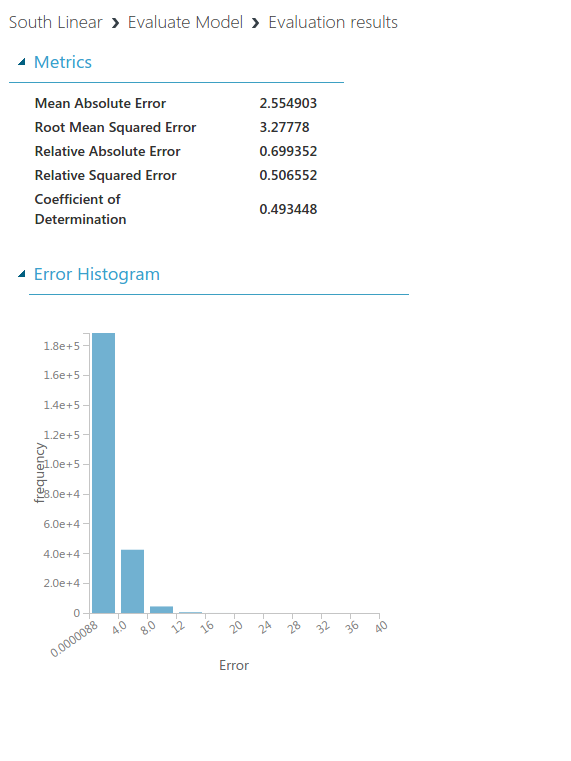 South Linear ❯ Evaluate Model ❯ Evaluation results
Metrics
Mean Absolute Error 2.554903
Root Mean Squared Error 3.27778
Relative Absolute Error 0.699352
Relative Squared Error 0.506552
Coefficient of
Determination 0.493448
Error Histogram
1.8e+5
1.6e+5
1.4e+5
1.2e+5
1.0e+5
8.0e+4
6.0e+4
4.0e+4
2.0e+4
0
frequency
0.0000088 4.0 8.0 12 16 20 24 28 32 36 40
Error